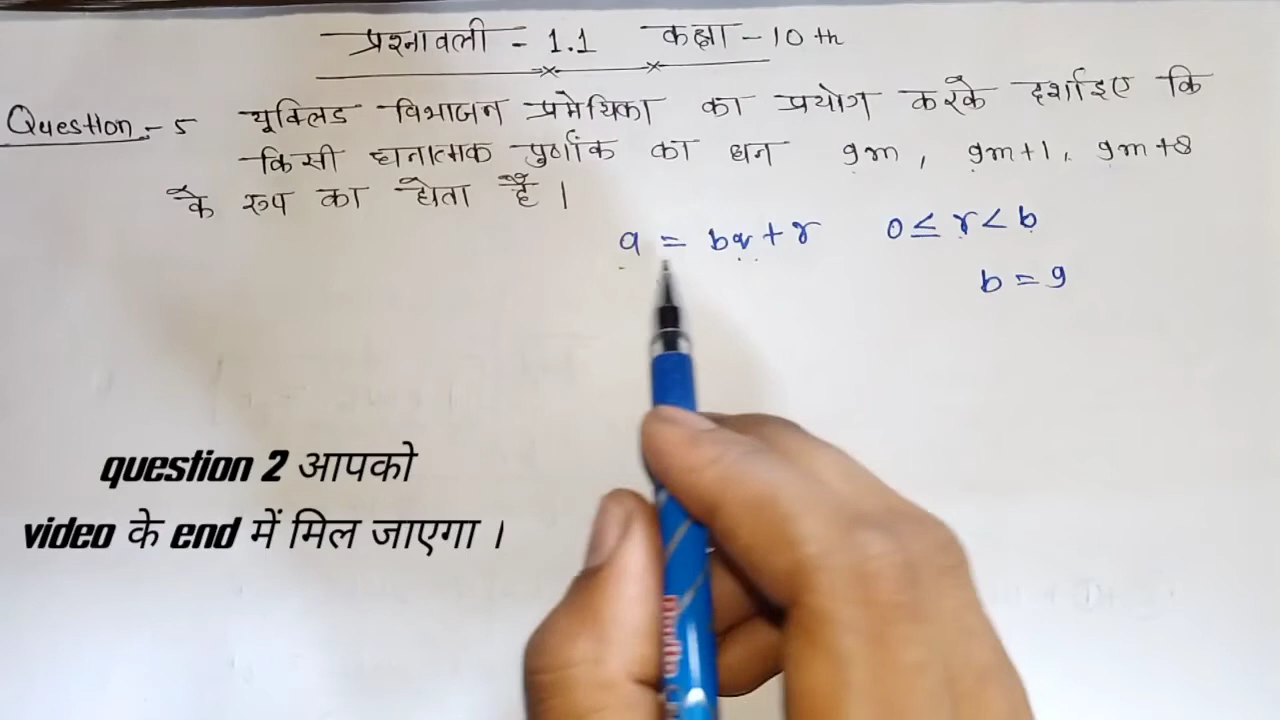 प्रश्नावली - 1.1 कक्षा - 10 th
Question - 5 यूक्लिड विभाजन प्रमेयिका का प्रयोग करके दर्शाइए कि
किसी धनात्मक पुर्णांक का धन 9m, 9m+1, 9m+8
के रूप का होता है ।
a = bq + r 0 ≤ r < b
b = 9
question 2 आपको
video के end में मिल जाएगा ।